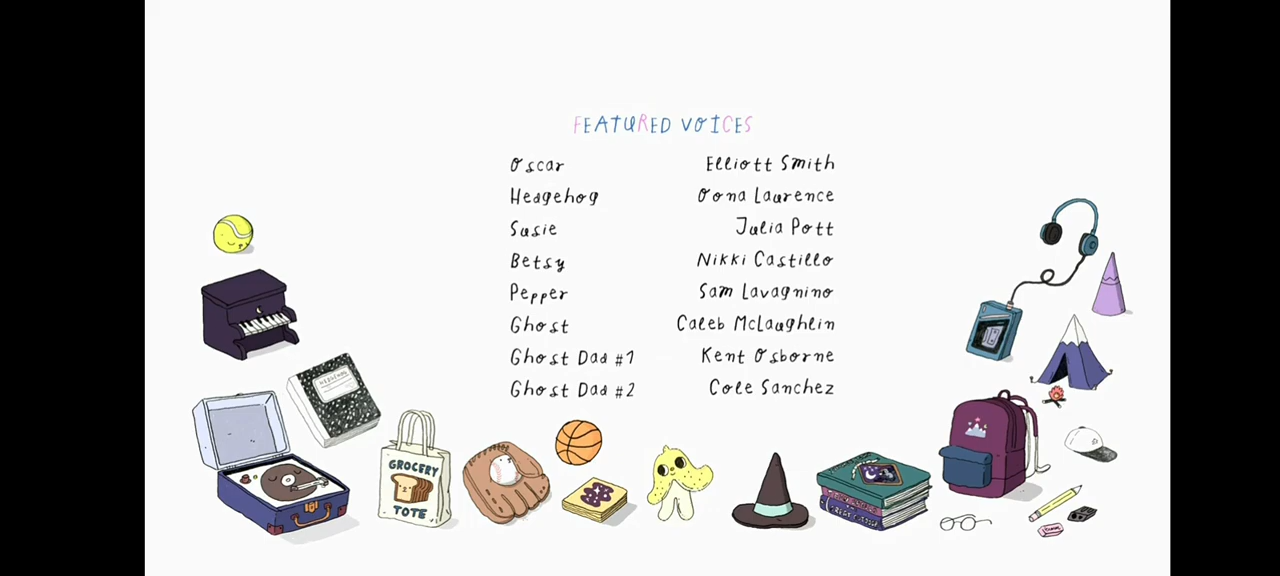 FEATURED VOICES
Oscar Elliott Smith
Hedgehog Oona Laurence
Susie Julia Pott
Betsy Nikki Castillo
Pepper Sam Lavagnino
Ghost Caleb McLaughlin
Ghost Dad #1 Kent Osborne
Ghost Dad #2 Cole Sanchez
HEDGEHOG
GROCERY
TOTE